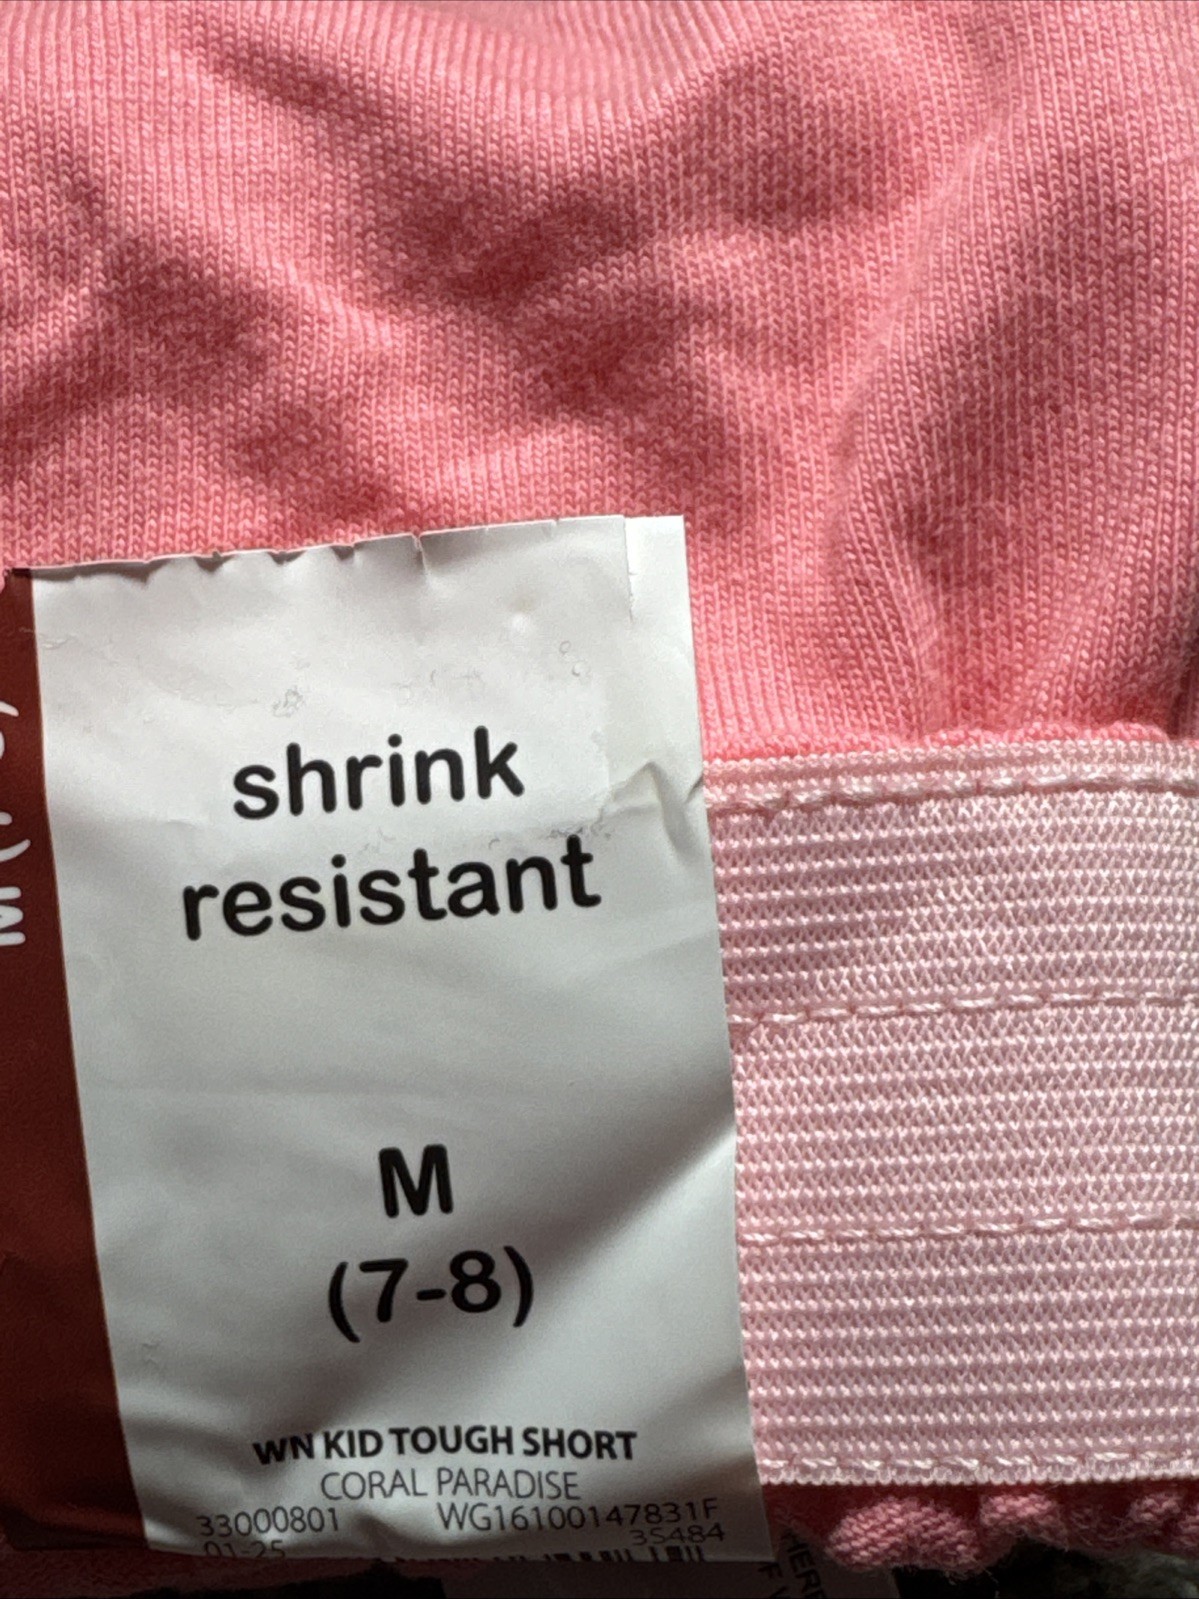 shrink
resistant
M
(7-8)
WN KID TOUGH SHORT
CORAL PARADISE
33000801 WG16100147831F
35484
01-25